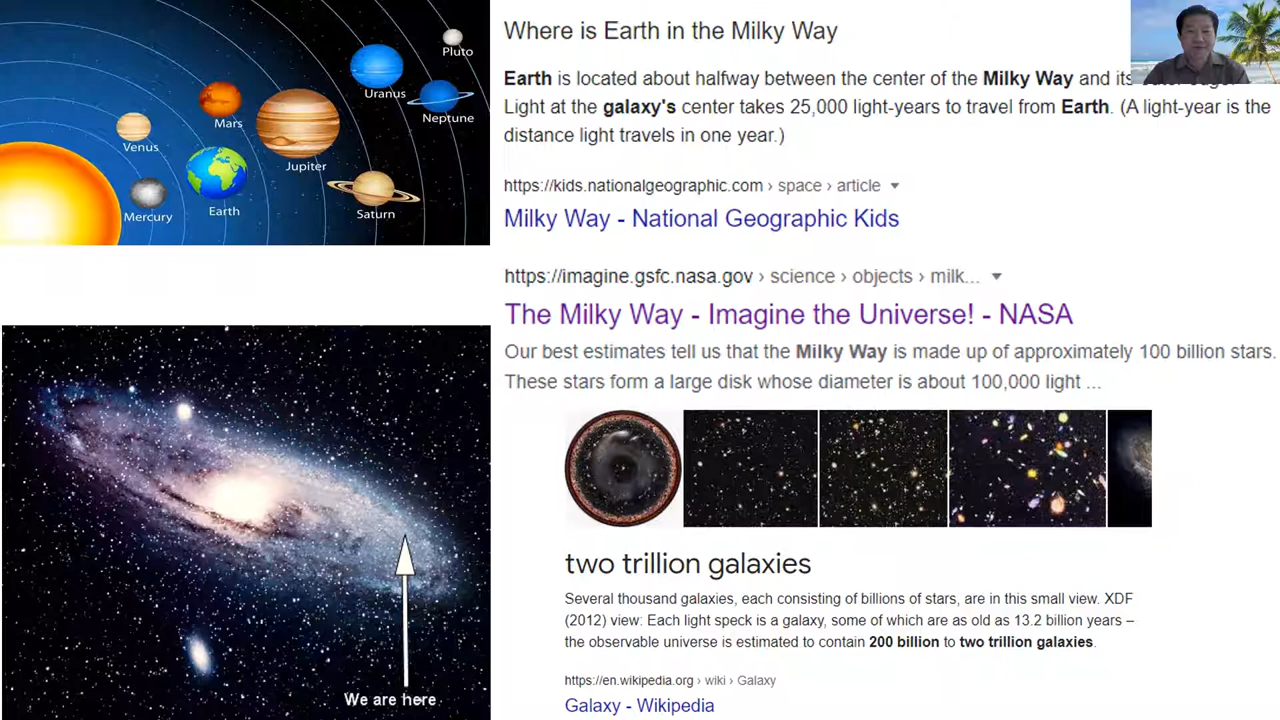 Pluto
Uranus
Neptune
Mars
Venus
Jupiter
Mercury
Earth
Saturn
Where is Earth in the Milky Way
Earth is located about halfway between the center of the Milky Way and its
Light at the galaxy's center takes 25,000 light-years to travel from Earth. (A light-year is the
distance light travels in one year.)
https://kids.nationalgeographic.com › space › article
Milky Way - National Geographic Kids
https://imagine.gsfc.nasa.gov › science › objects › milk...
The Milky Way - Imagine the Universe! - NASA
Our best estimates tell us that the Milky Way is made up of approximately 100 billion stars.
These stars form a large disk whose diameter is about 100,000 light ...
two trillion galaxies
Several thousand galaxies, each consisting of billions of stars, are in this small view. XDF
(2012) view: Each light speck is a galaxy, some of which are as old as 13.2 billion years –
the observable universe is estimated to contain 200 billion to two trillion galaxies.
https://en.wikipedia.org › wiki › Galaxy
Galaxy - Wikipedia
We are here